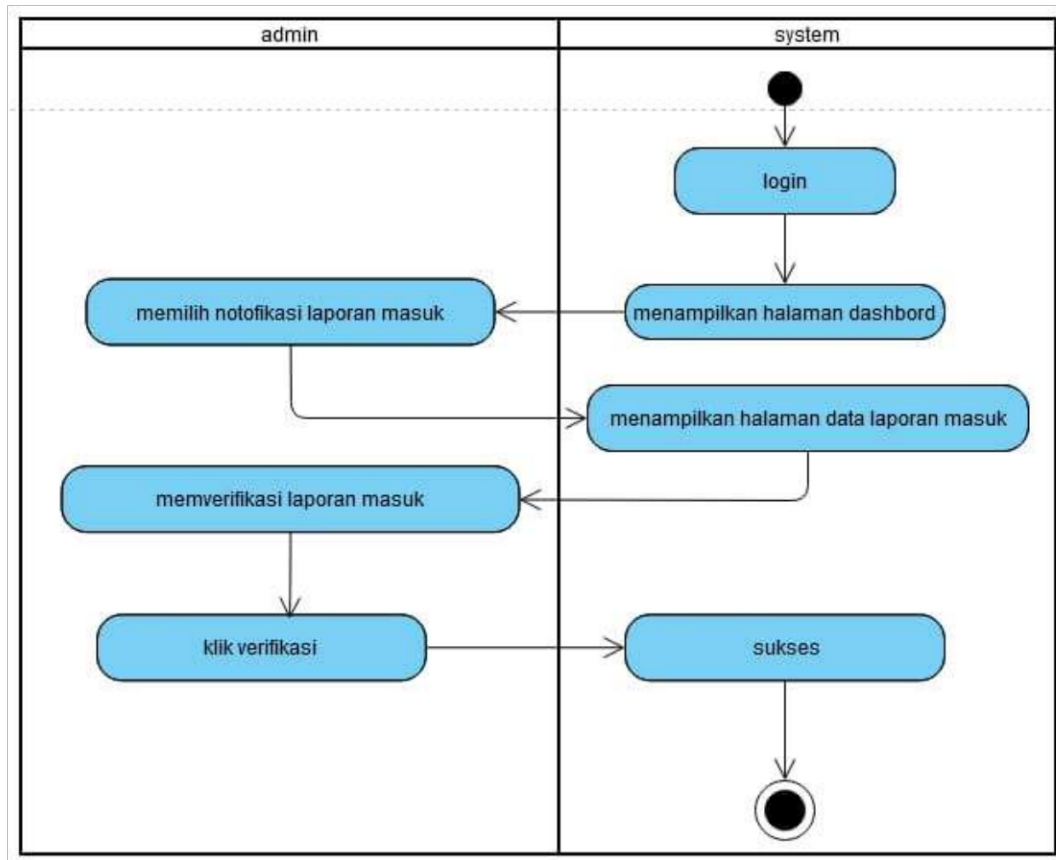 admin
system
login
menampilkan halaman dashbord
memilih notofikasi laporan masuk
menampilkan halaman data laporan masuk
memverifikasi laporan masuk
klik verifikasi
sukses